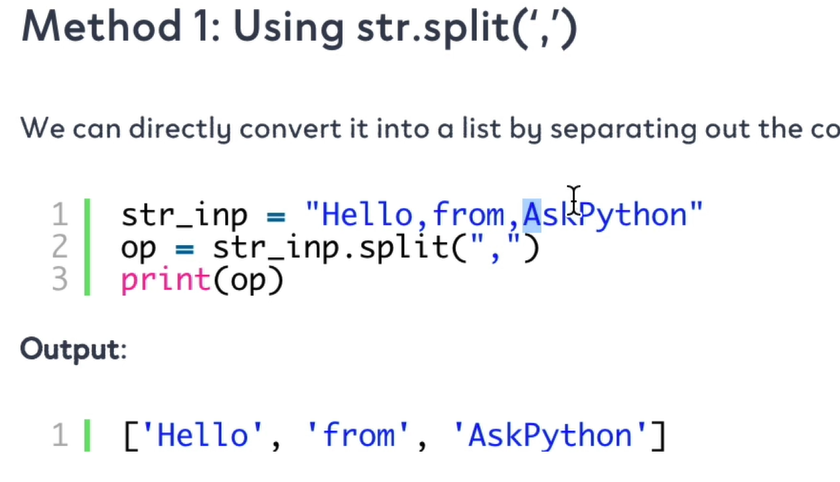 Method 1: Using str.split(‘,’)
We can directly convert it into a list by separating out the co
1 str_inp = "Hello,from,AskPython"
2 op = str_inp.split(",")
3 print(op)
Output:
1 ['Hello', 'from', 'AskPython']